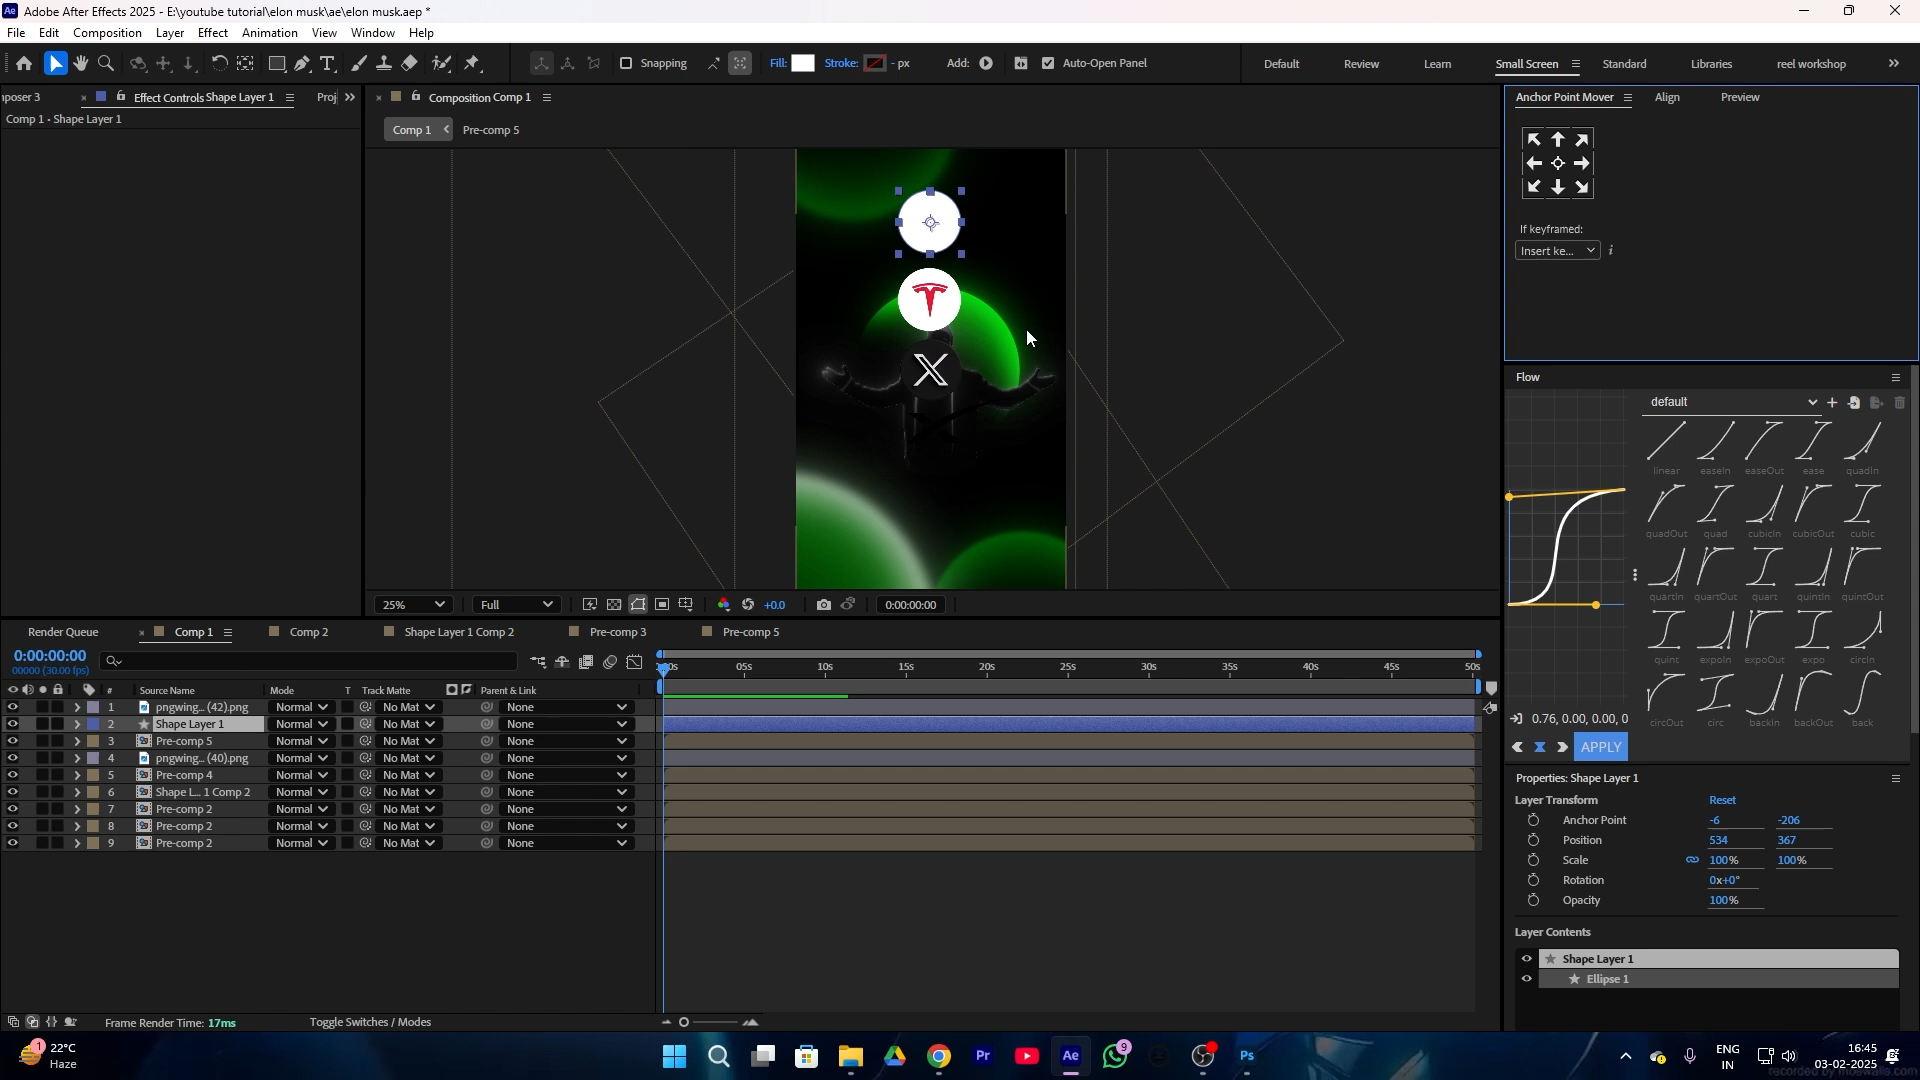 Adobe After Effects 2025 - E:\youtube tutorial\elon musk\ae\elon musk.aep *
File Edit Composition Layer Effect Animation View Window Help
Snapping Fill: Stroke: - px Add: Auto-Open Panel Default Review Learn Small Screen Standard Libraries reel workshop
nposer 3 Effect Controls Shape Layer 1 Proj
Comp 1 • Shape Layer 1
Composition Comp 1
Comp 1 Pre-comp 5
Anchor Point Mover Align Preview
If keyframed:
Insert ke...
Flow
default
linear easeIn easeOut ease quadIn
quadOut quad cubicIn cubicOut cubic
quartIn quartOut quart quintIn quintOut
quint expoIn expoOut expo circIn
circOut circ backIn backOut back
0.76, 0.00, 0.00, 0
APPLY
25% Full +0.0 0:00:00:00
Render Queue Comp 1 Comp 2 Shape Layer 1 Comp 2 Pre-comp 3 Pre-comp 5
0:00:00:00
00000 (30.00 fps)
05s 10s 15s 20s 25s 30s 35s 40s 45s 50s
# Source Name Mode T Track Matte Parent & Link
1 pngwing... (42).png Normal No Mat None
2 Shape Layer 1 Normal No Mat None
3 Pre-comp 5 Normal No Mat None
4 pngwing... (40).png Normal No Mat None
5 Pre-comp 4 Normal No Mat None
6 Shape L... 1 Comp 2 Normal No Mat None
7 Pre-comp 2 Normal No Mat None
8 Pre-comp 2 Normal No Mat None
9 Pre-comp 2 Normal No Mat None
Frame Render Time: 17ms Toggle Switches / Modes
Properties: Shape Layer 1
Layer Transform Reset
Anchor Point -6 -206
Position 534 367
Scale 100% 100%
Rotation 0x+0°
Opacity 100%
Layer Contents
Shape Layer 1
Ellipse 1
1 22°C
Haze
Pr Ae 9 Ps
ENG
IN
16:45
03-02-2025